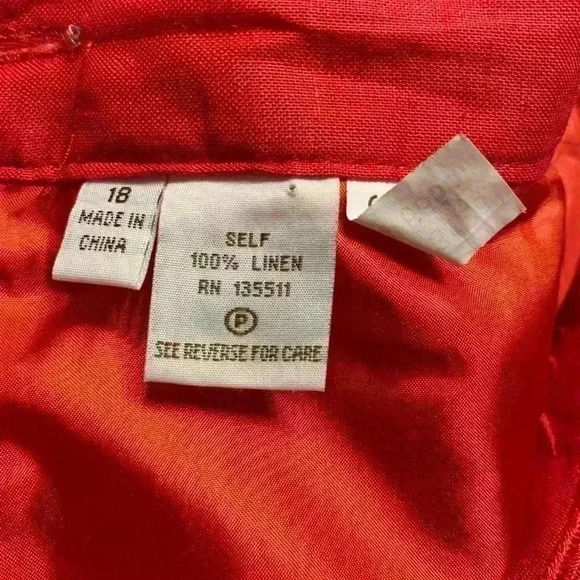 18
MADE IN
CHINA
SELF
100% LINEN
RN 135511
P
SEE REVERSE FOR CARE